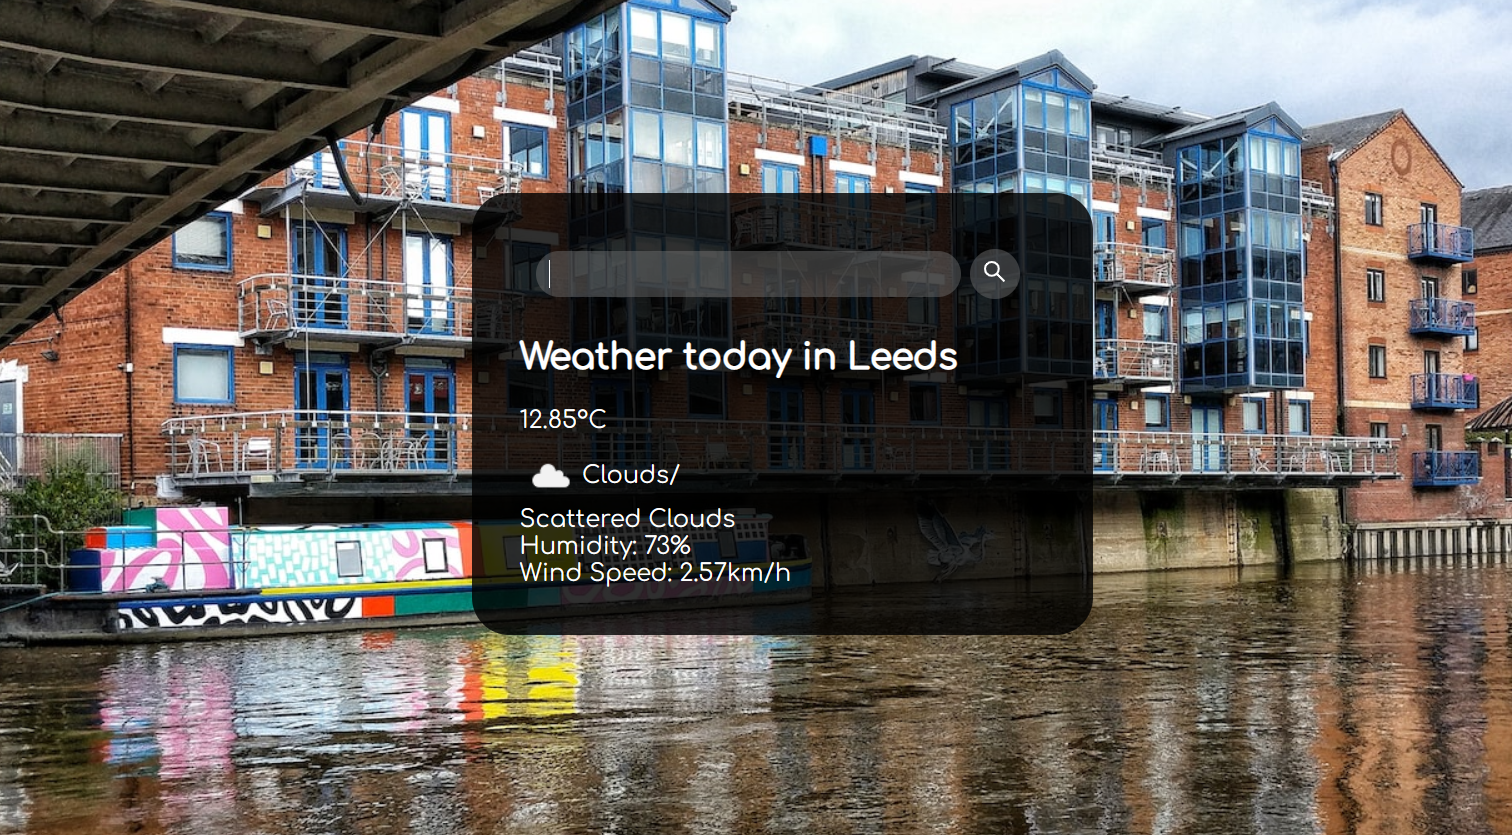 Weather today in Leeds
12.85°C
Clouds/
Scattered Clouds
Humidity: 73%
Wind Speed: 2.57km/h